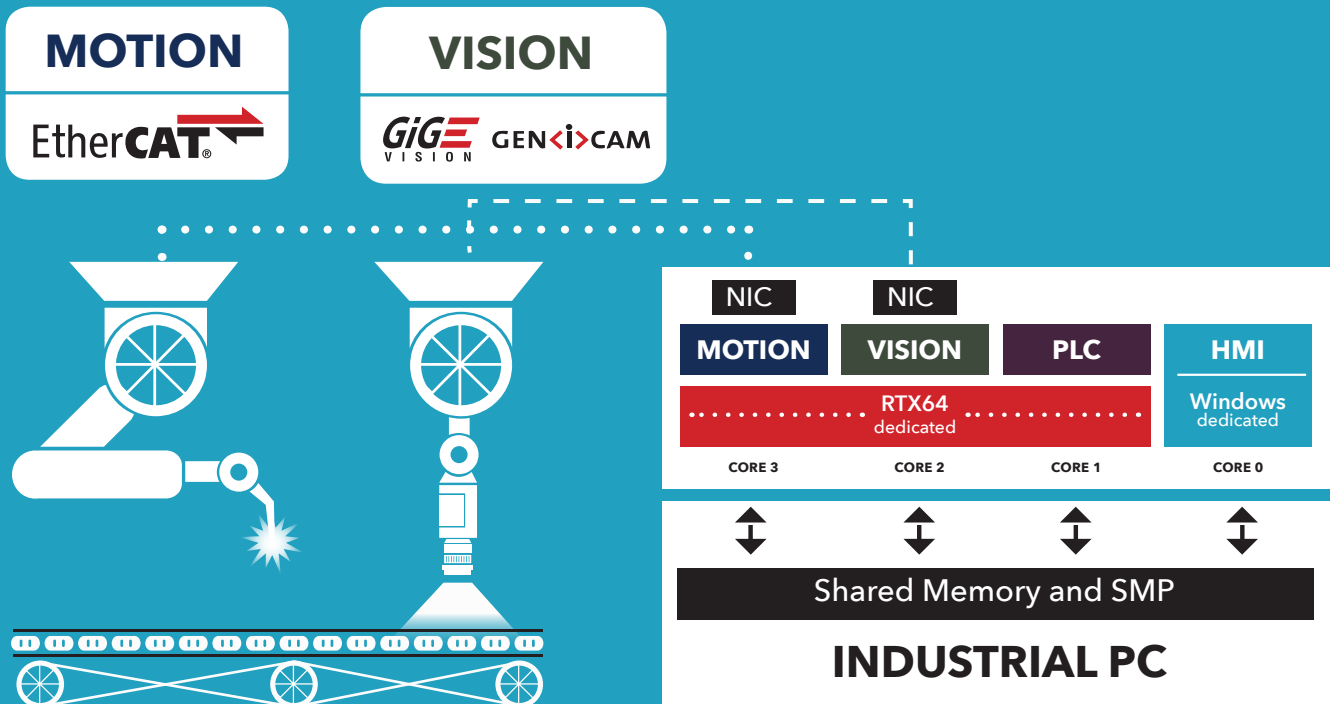 MOTION
EtherCAT®
VISION
GiGE
VISION
GEN<i>CAM
NIC
NIC
MOTION
VISION
PLC
HMI
RTX64
dedicated
Windows
dedicated
CORE 3
CORE 2
CORE 1
CORE 0
Shared Memory and SMP
INDUSTRIAL PC